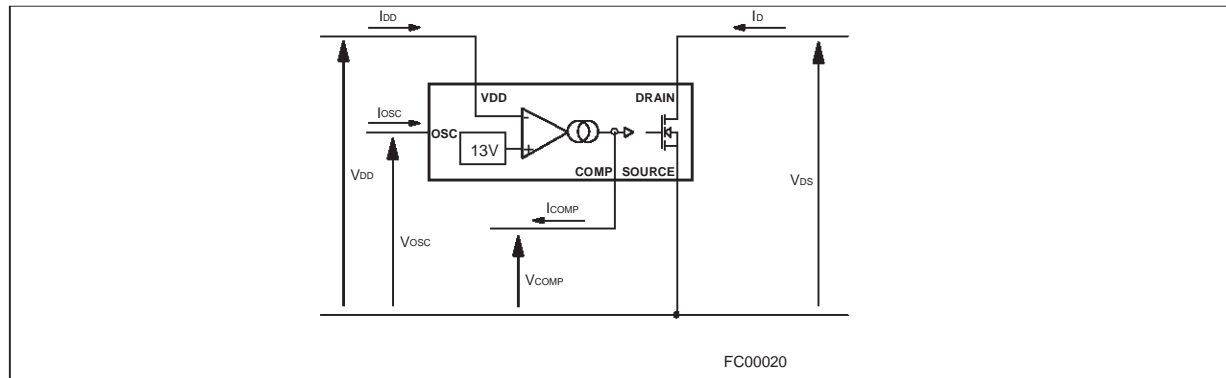 IDD
ID
VDD
DRAIN
IOSC
OSC
13V
-
+
COMP
SOURCE
VDD
VDS
ICOMP
VOSC
VCOMP
FC00020